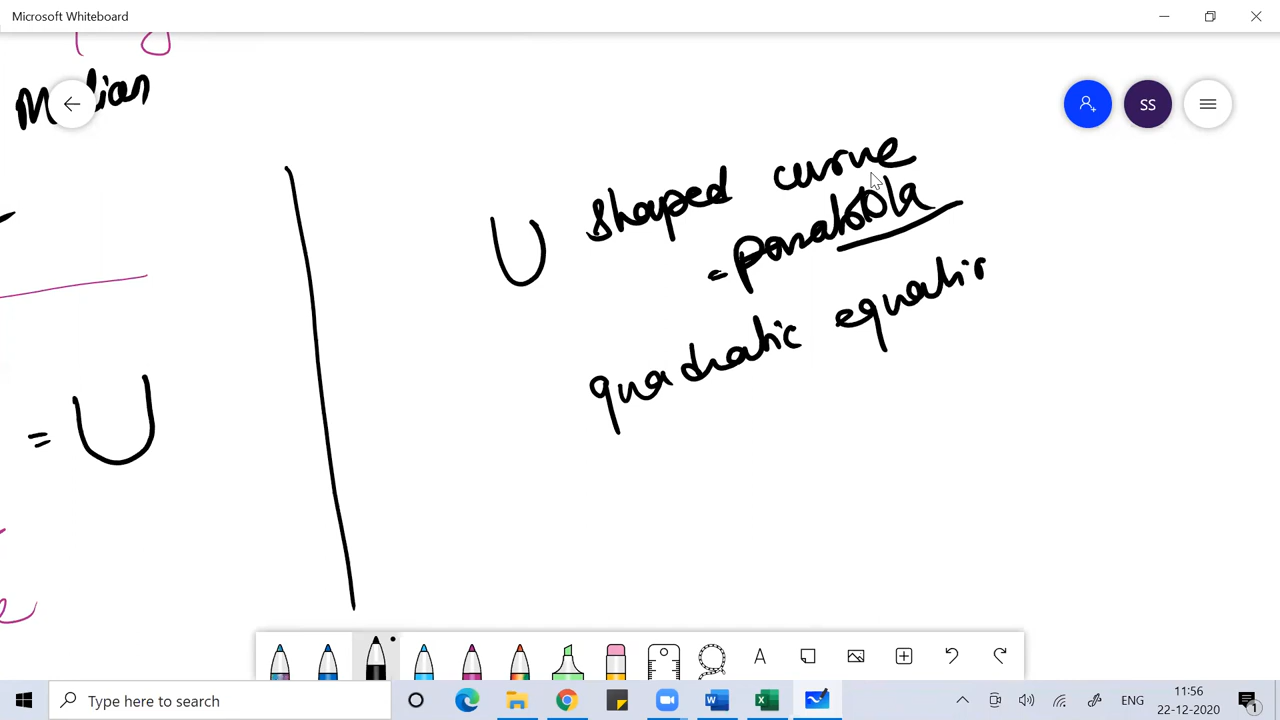 Microsoft Whiteboard
Median
SS
U shaped curve
= parabola
quadratic equatio
= U
A
Type here to search
ENG
11:56
22-12-2020
1